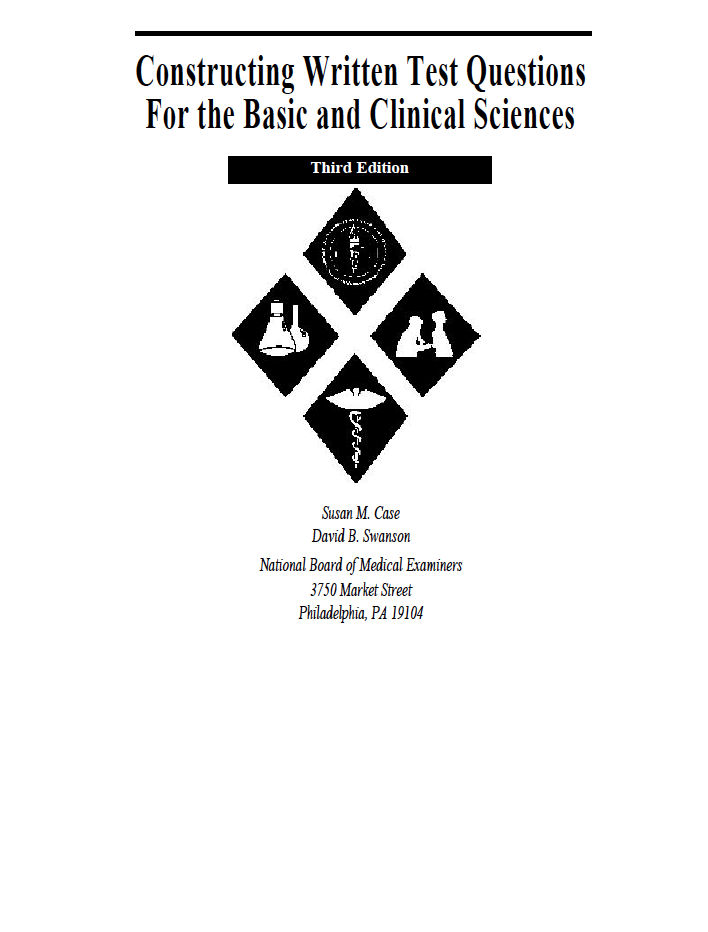 Constructing Written Test Questions
For the Basic and Clinical Sciences
Third Edition
Susan M. Case
David B. Swanson
National Board of Medical Examiners
3750 Market Street
Philadelphia, PA 19104